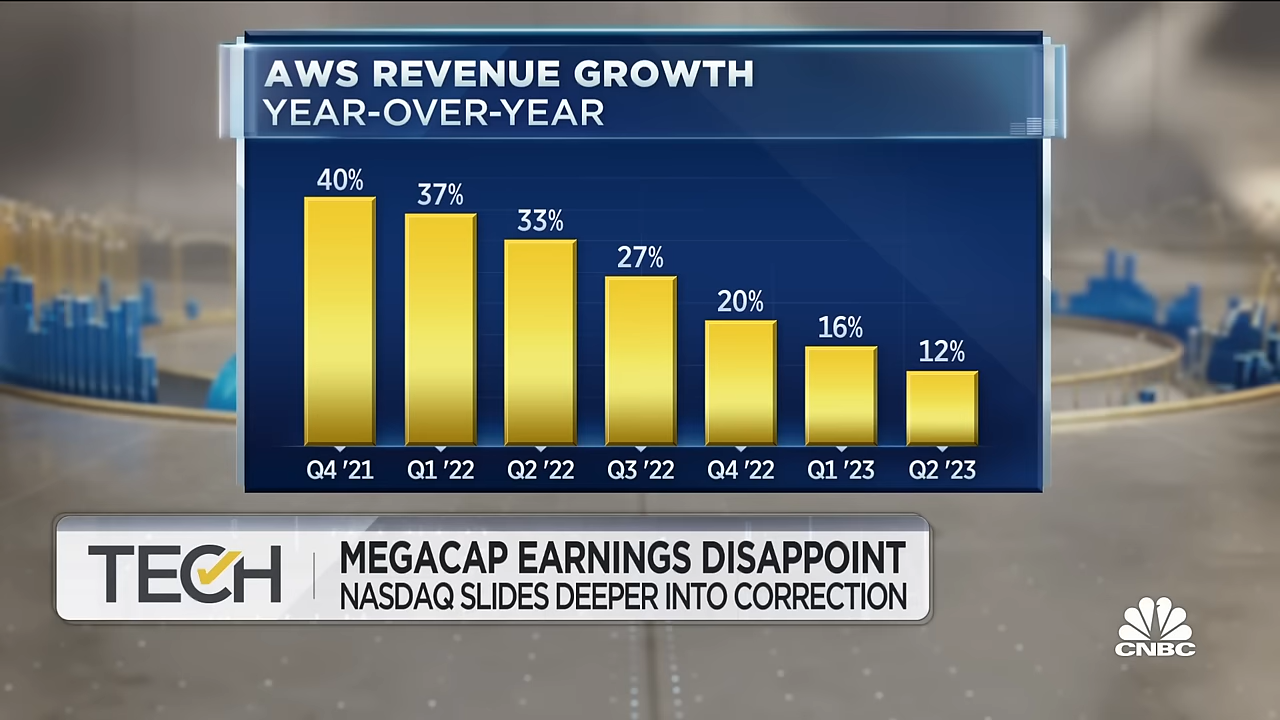 AWS REVENUE GROWTH
YEAR-OVER-YEAR
40%
37%
33%
27%
20%
16%
12%
Q4 '21
Q1 '22
Q2 '22
Q3 '22
Q4 '22
Q1 '23
Q2 '23
TECH
MEGACAP EARNINGS DISAPPOINT
NASDAQ SLIDES DEEPER INTO CORRECTION
CNBC